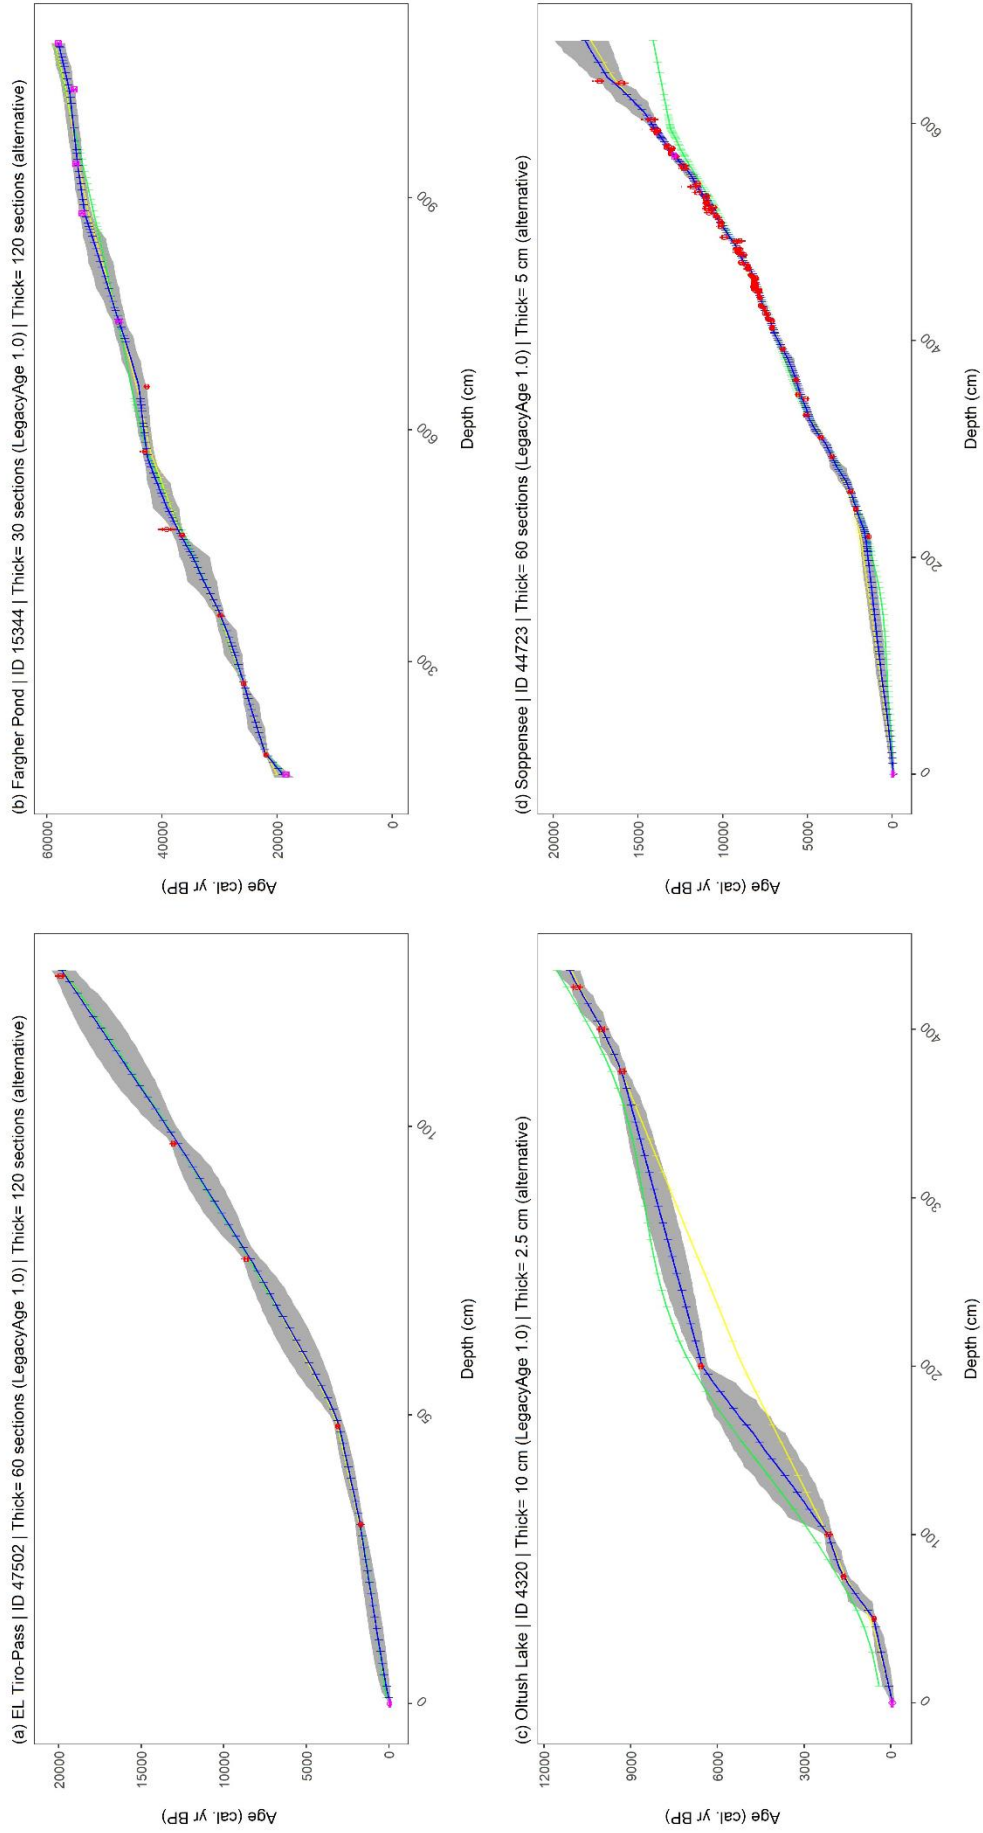 (a) EL Tiro-Pass | ID 47502 | Thick= 60 sections (LegacyAge 1.0) | Thick= 120 sections (alternative)
20000
15000
10000
5000
0
Age (cal. yr BP)
0
50
100
Depth (cm)
(b) Fargher Pond | ID 15344 | Thick= 30 sections (LegacyAge 1.0) | Thick= 120 sections (alternative)
60000
40000
20000
0
Age (cal. yr BP)
300
600
900
Depth (cm)
(c) Oltush Lake | ID 4320 | Thick= 10 cm (LegacyAge 1.0) | Thick= 2.5 cm (alternative)
12000
9000
6000
3000
0
Age (cal. yr BP)
0
100
200
300
400
Depth (cm)
(d) Soppensee | ID 44723 | Thick= 60 sections (LegacyAge 1.0) | Thick= 5 cm (alternative)
20000
15000
10000
5000
0
Age (cal. yr BP)
0
200
400
600
Depth (cm)